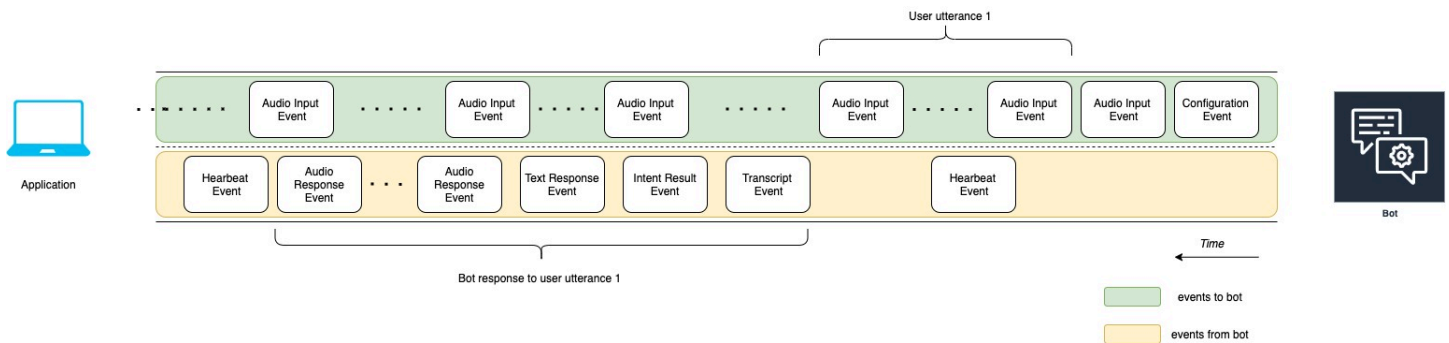 User utterance 1
Audio Input
Event
Audio Input
Event
Audio Input
Event
Audio Input
Event
Audio Input
Event
Audio Input
Event
Configuration
Event
Application
Hearbeat
Event
Audio
Response
Event
Audio
Response
Event
Text Response
Event
Intent Result
Event
Transcript
Event
Hearbeat
Event
Bot
Time
Bot response to user utterrance 1
events to bot
events from bot